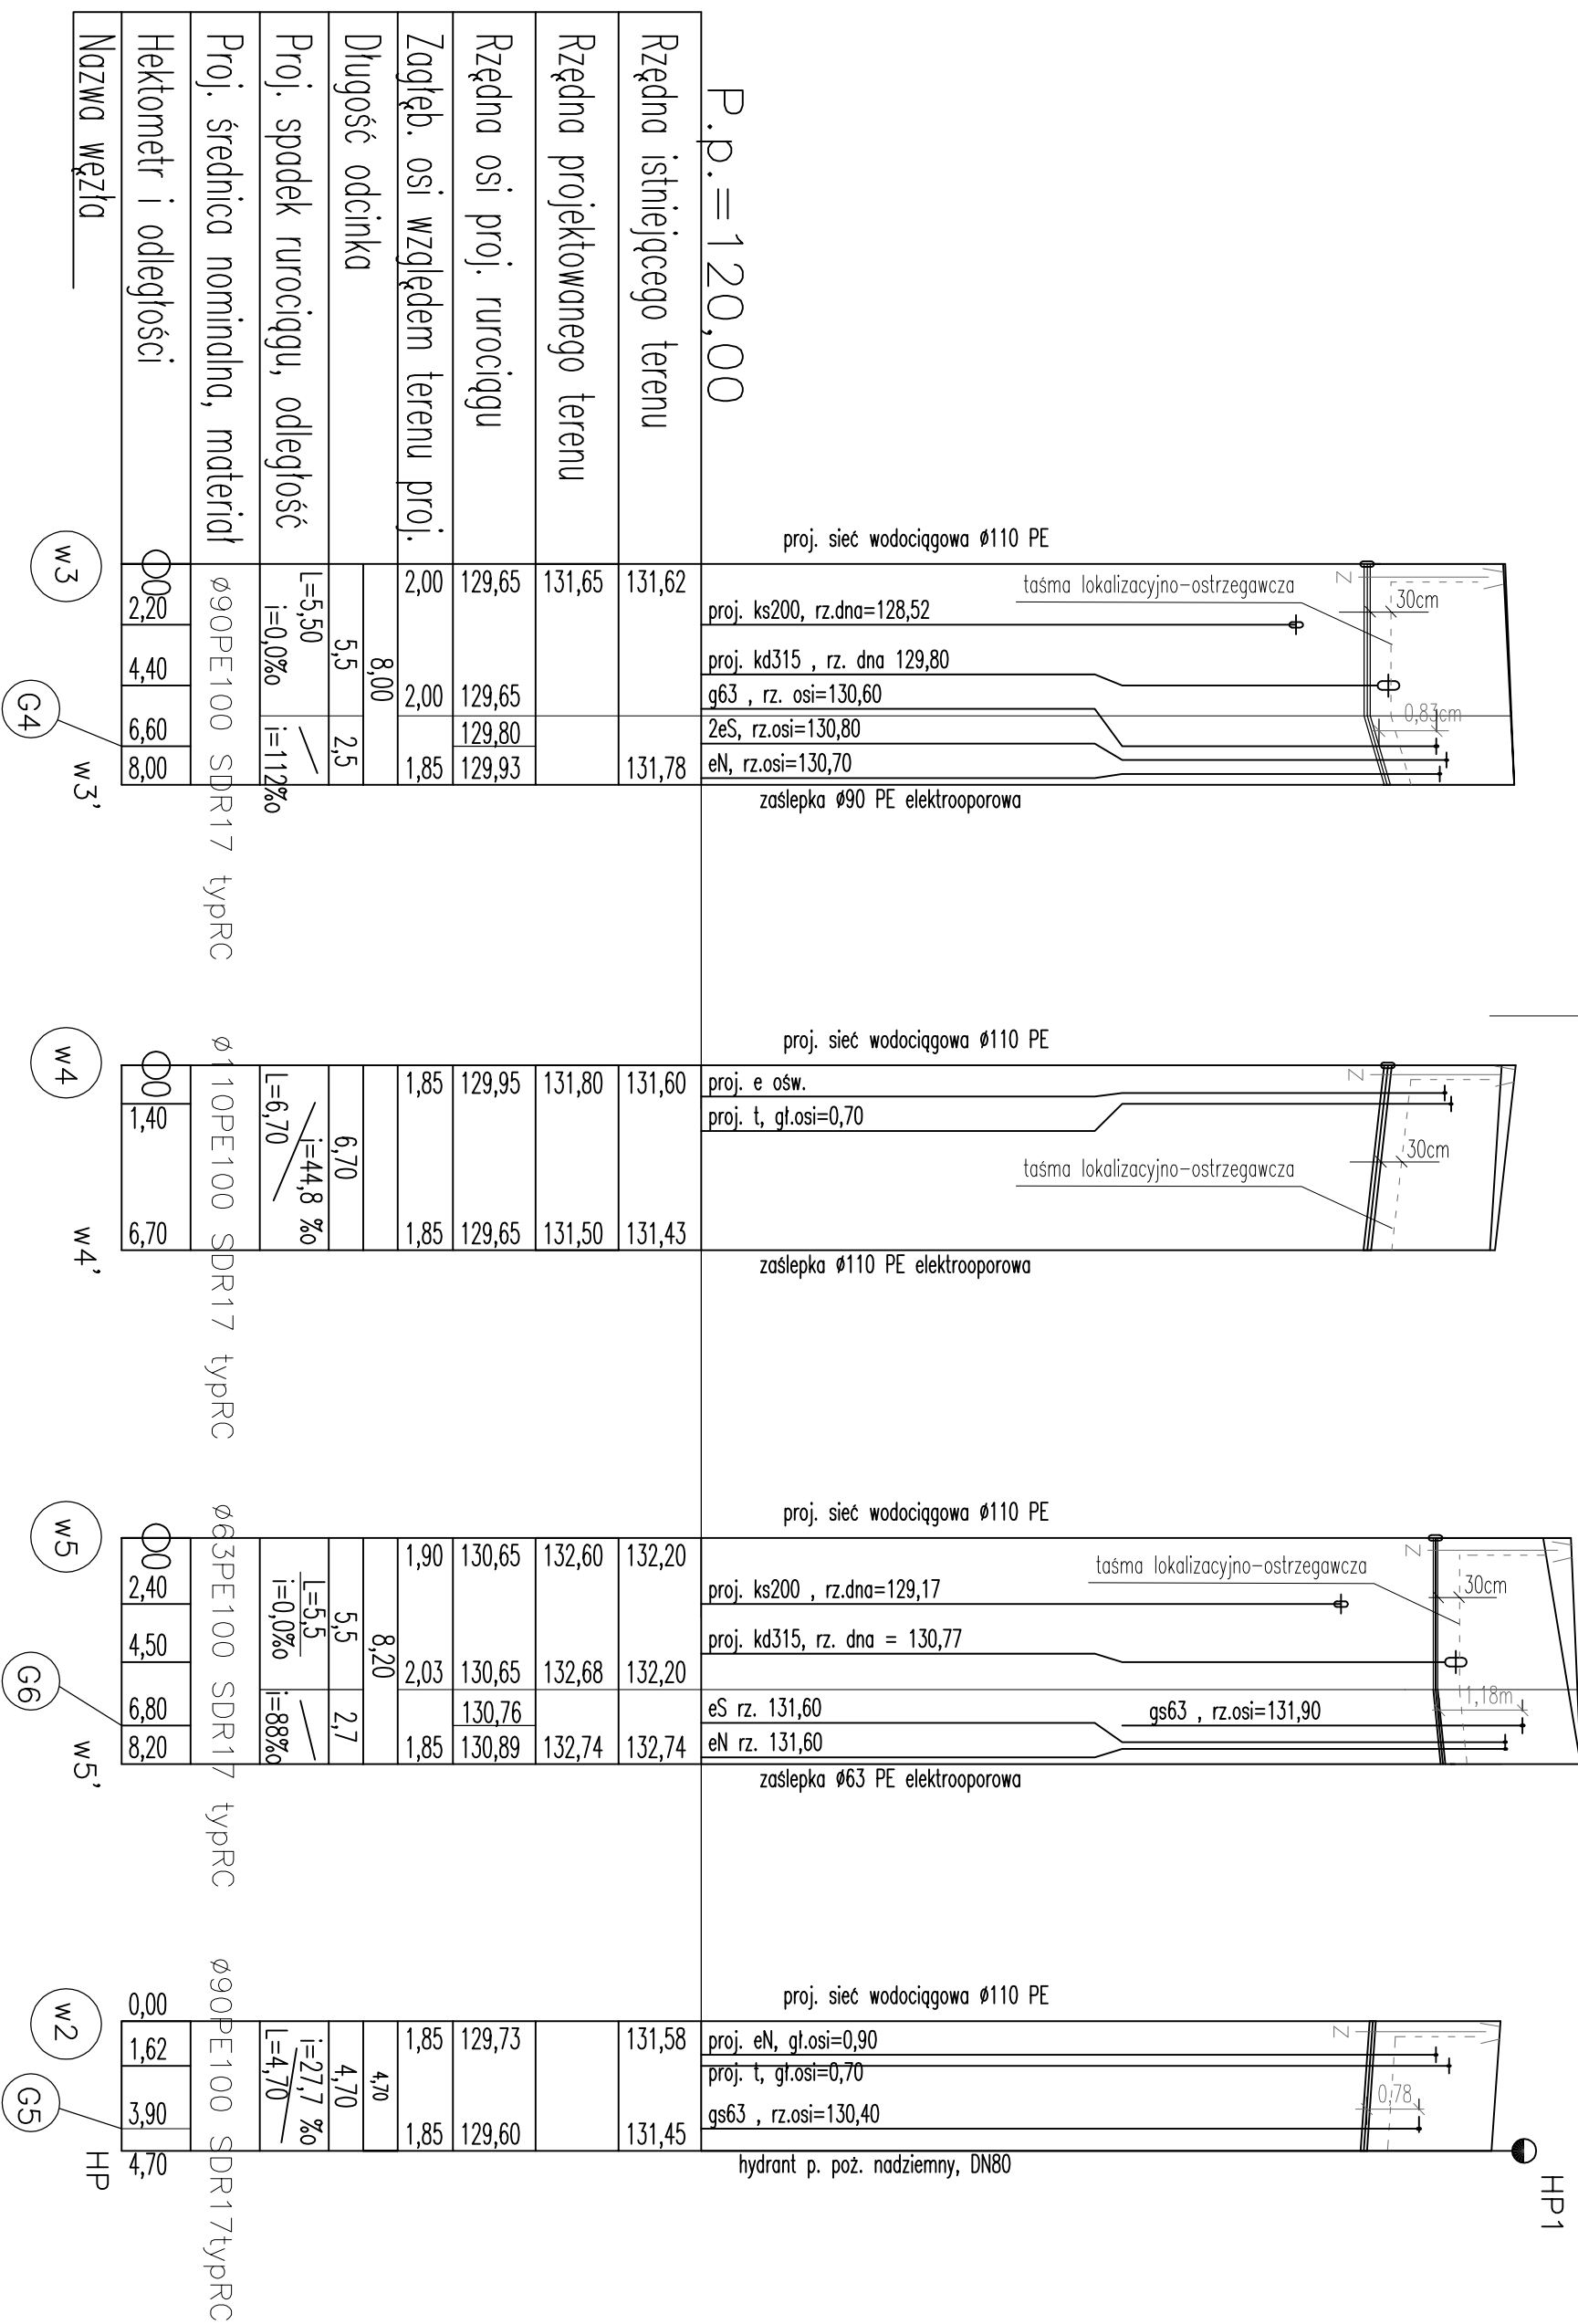 P.p.=120,00
Rzędna istniejącego terenu
Rzędna projektowanego terenu
Rzędna osi proj. rurociągu
Zagłęb. osi względem terenu proj.
Długość odcinka
Proj. spadek rurociągu, odległość
Proj. średnica nominalna, materiał
Hektometr i odległości
Nazwa węzła
proj. sieć wodociągowa ø110 PE
taśma lokalizacyjno-ostrzegawcza
Z
30cm
0,83cm
proj. ks200, rz.dna=128,52
proj. kd315 , rz. dna 129,80
g63 , rz. osi=130,60
2eS, rz.osi=130,80
eN, rz.osi=130,70
zaślepka ø90 PE elektrooporowa
131,62
131,78
131,65
129,65
129,65
129,80
129,93
2,00
2,00
1,85
8,00
5,5
2,5
L=5,50
i=0,0‰
i=112‰
ø90PE100 SDR17 typRC
00
2,20
4,40
6,60
8,00
w3
G4
w3'
proj. sieć wodociągowa ø110 PE
Z
30cm
taśma lokalizacyjno-ostrzegawcza
proj. e ośw.
proj. t, gł.osi=0,70
zaślepka ø110 PE elektrooporowa
131,60
131,43
131,80
131,50
129,95
129,65
1,85
1,85
6,70
i=44,8 ‰
L=6,70
ø110PE100 SDR17 typRC
00
1,40
6,70
w4
w4'
proj. sieć wodociągowa ø110 PE
Z
taśma lokalizacyjno-ostrzegawcza
30cm
1,18m
proj. ks200 , rz.dna=129,17
proj. kd315, rz. dna = 130,77
eS rz. 131,60
gs63 , rz.osi=131,90
eN rz. 131,60
zaślepka ø63 PE elektrooporowa
132,20
132,20
132,74
132,60
132,68
132,74
130,65
130,65
130,76
130,89
1,90
2,03
1,85
8,20
5,5
2,7
L=5,5
i=0,0‰
i=88‰
ø63PE100 SDR17 typRC
00
2,40
4,50
6,80
8,20
w5
G6
w5'
proj. sieć wodociągowa ø110 PE
Z
0,78
HP1
proj. eN, gł.osi=0,90
proj. t, gł.osi=0,70
gs63 , rz.osi=130,40
hydrant p. poż. nadziemny, DN80
131,58
131,45
129,73
129,60
1,85
1,85
4,70
4,70
i=27,7 ‰
L=4,70
ø90PE100 SDR17typRC
0,00
1,62
3,90
4,70
w2
G5
HP